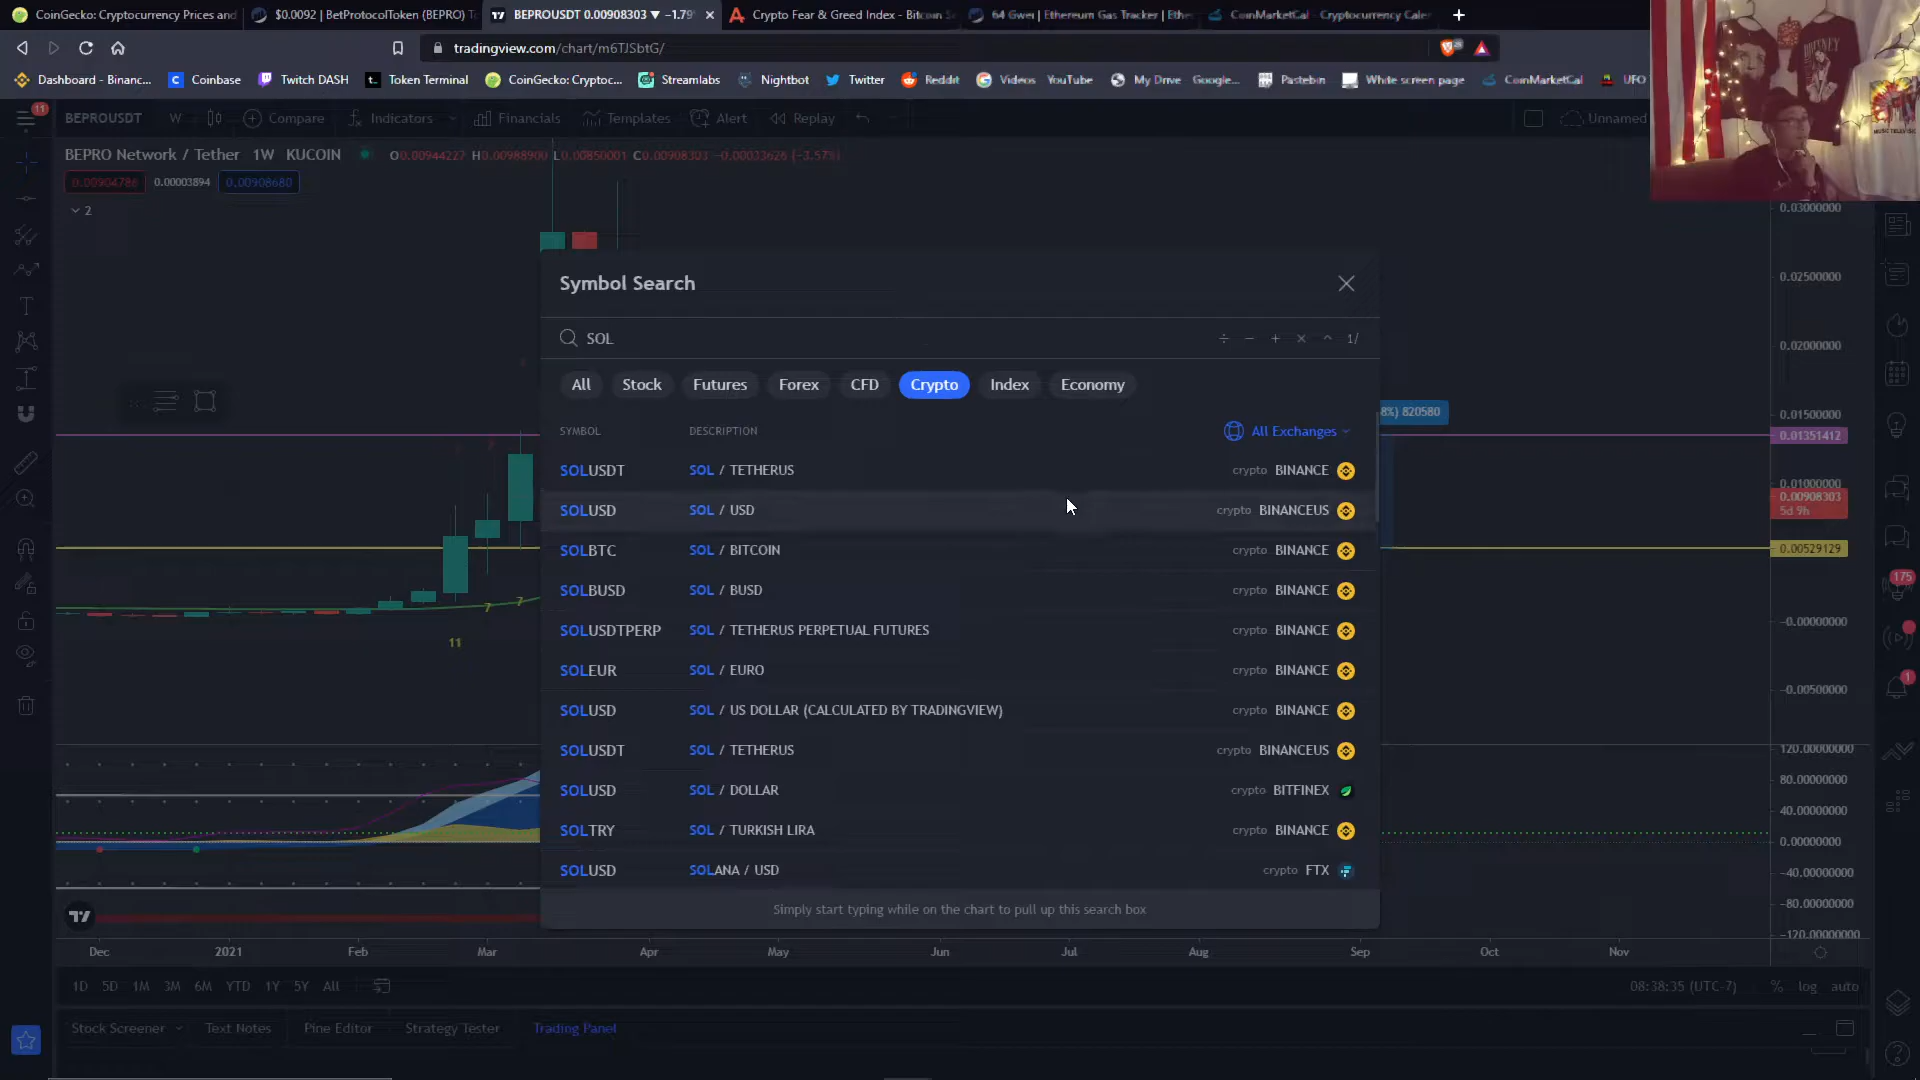 CoinGecko: Cryptocurrency Prices and
$0.0092 | BetProtocolToken (BEPRO) T
BEPROUSDT 0.00908303 ▼ −1.79
Crypto Fear & Greed Index - Bitcoin S
64 Gwei | Ethereum Gas Tracker | Ethe
CoinMarketCal - Cryptocurrency Cale
tradingview.com/chart/m6TJSbtG/
Dashboard - Binanc... Coinbase Twitch DASH Token Terminal CoinGecko: Cryptoc... Streamlabs Nightbot Twitter Reddit Videos YouTube My Drive Google... Pastebin White screen page CoinMarketCal UFO
11
BEPROUSDT W Compare Indicators Financials Templates Alert Replay Unnamed
BEPRO Network / Tether 1W KUCOIN O0.00944227 H0.00988900 L0.00850001 C0.00908303 −0.00033626 (−3.57%)
0.00904786 0.00003894 0.00908680
2
0.03000000
0.02500000
0.02000000
0.01500000
0.01351412
0.01000000
0.00908303
5d 9h
0.00529129
−0.00000000
−0.00500000
8%) 820580
Symbol Search
SOL
÷ − + × ^ 1/
All Stock Futures Forex CFD Crypto Index Economy
SYMBOL DESCRIPTION All Exchanges
SOLUSDT SOL / TETHERUS crypto BINANCE
SOLUSD SOL / USD crypto BINANCEUS
SOLBTC SOL / BITCOIN crypto BINANCE
SOLBUSD SOL / BUSD crypto BINANCE
SOLUSDTPERP SOL / TETHERUS PERPETUAL FUTURES crypto BINANCE
SOLEUR SOL / EURO crypto BINANCE
SOLUSD SOL / US DOLLAR (CALCULATED BY TRADINGVIEW) crypto BINANCE
SOLUSDT SOL / TETHERUS crypto BINANCEUS
SOLUSD SOL / DOLLAR crypto BITFINEX
SOLTRY SOL / TURKISH LIRA crypto BINANCE
SOLUSD SOLANA / USD crypto FTX
Simply start typing while on the chart to pull up this search box
7 7
11
175
1
120.00000000
80.00000000
40.00000000
0.00000000
−40.00000000
−80.00000000
−120.00000000
Dec 2021 Feb Mar Apr May Jun Jul Aug Sep Oct Nov
1D 5D 1M 3M 6M YTD 1Y 5Y All 08:38:35 (UTC-7) % log auto
Stock Screener Text Notes Pine Editor Strategy Tester Trading Panel